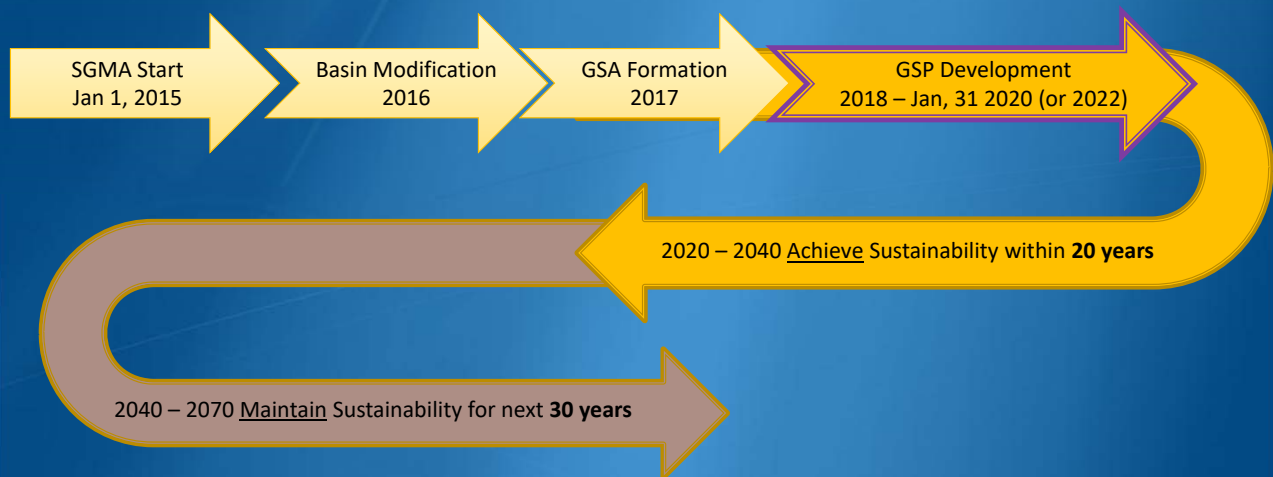 SGMA Start
Jan 1, 2015
Basin Modification
2016
GSA Formation
2017
GSP Development
2018 – Jan, 31 2020 (or 2022)
2020 – 2040 Achieve Sustainability within 20 years
2040 – 2070 Maintain Sustainability for next 30 years